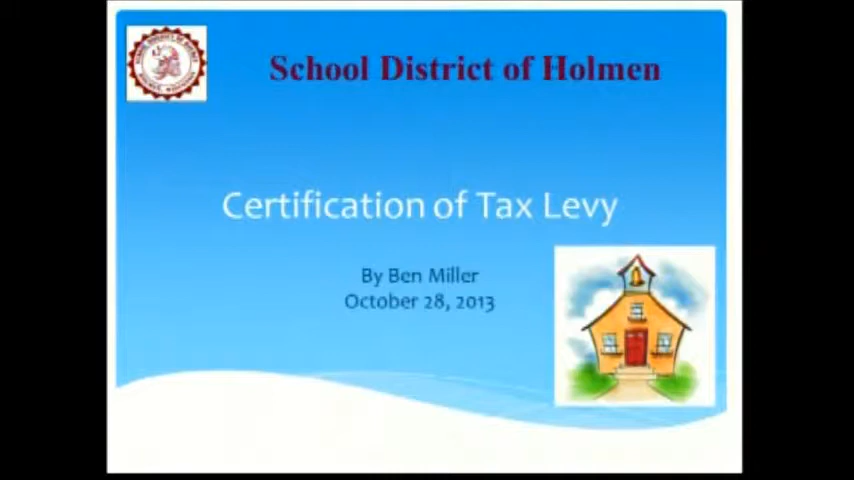 School District of Holmen
Certification of Tax Levy
By Ben Miller
October 28, 2013